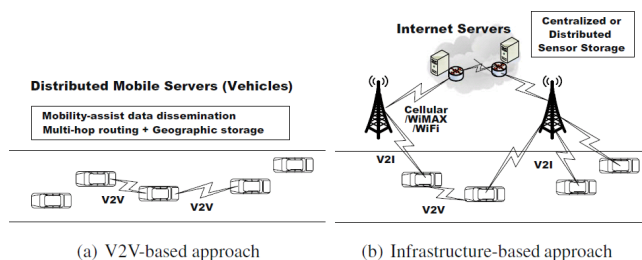 Distributed Mobile Servers (Vehicles)
Mobility-assist data dissemination
Multi-hop routing + Geographic storage
V2V
V2V
(a) V2V-based approach
Internet Servers
Centralized or
Distributed
Sensor Storage
Cellular
/WiMAX
/WiFi
V2I
V2I
V2V
(b) Infrastructure-based approach